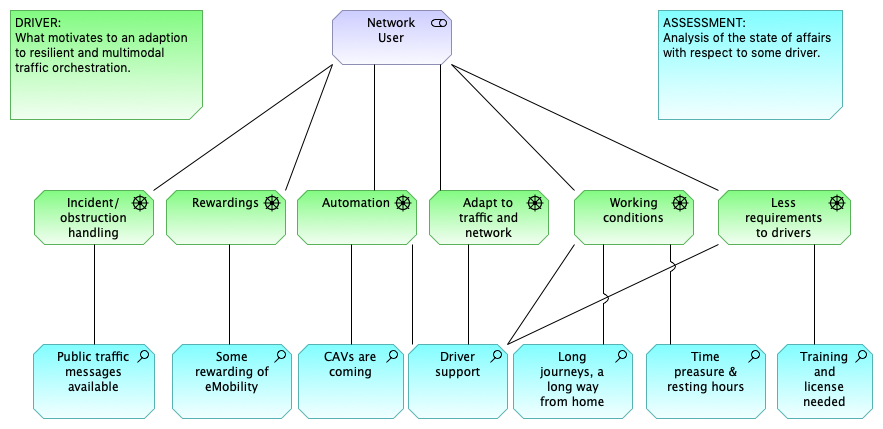 DRIVER:
What motivates to an adaption
to resilient and multimodal
traffic orchestration.
Network
User
ASSESSMENT:
Analysis of the state of affairs
with respect to some driver.
Incident/
obstruction
handling
Rewardings
Automation
Adapt to
traffic and
network
Working
conditions
Less
requirements
to drivers
Public traffic
messages
available
Some
rewarding of
eMobility
CAVs are
coming
Driver
support
Long
journeys, a
long way
from home
Time
preasure &
resting hours
Training
and
license
needed